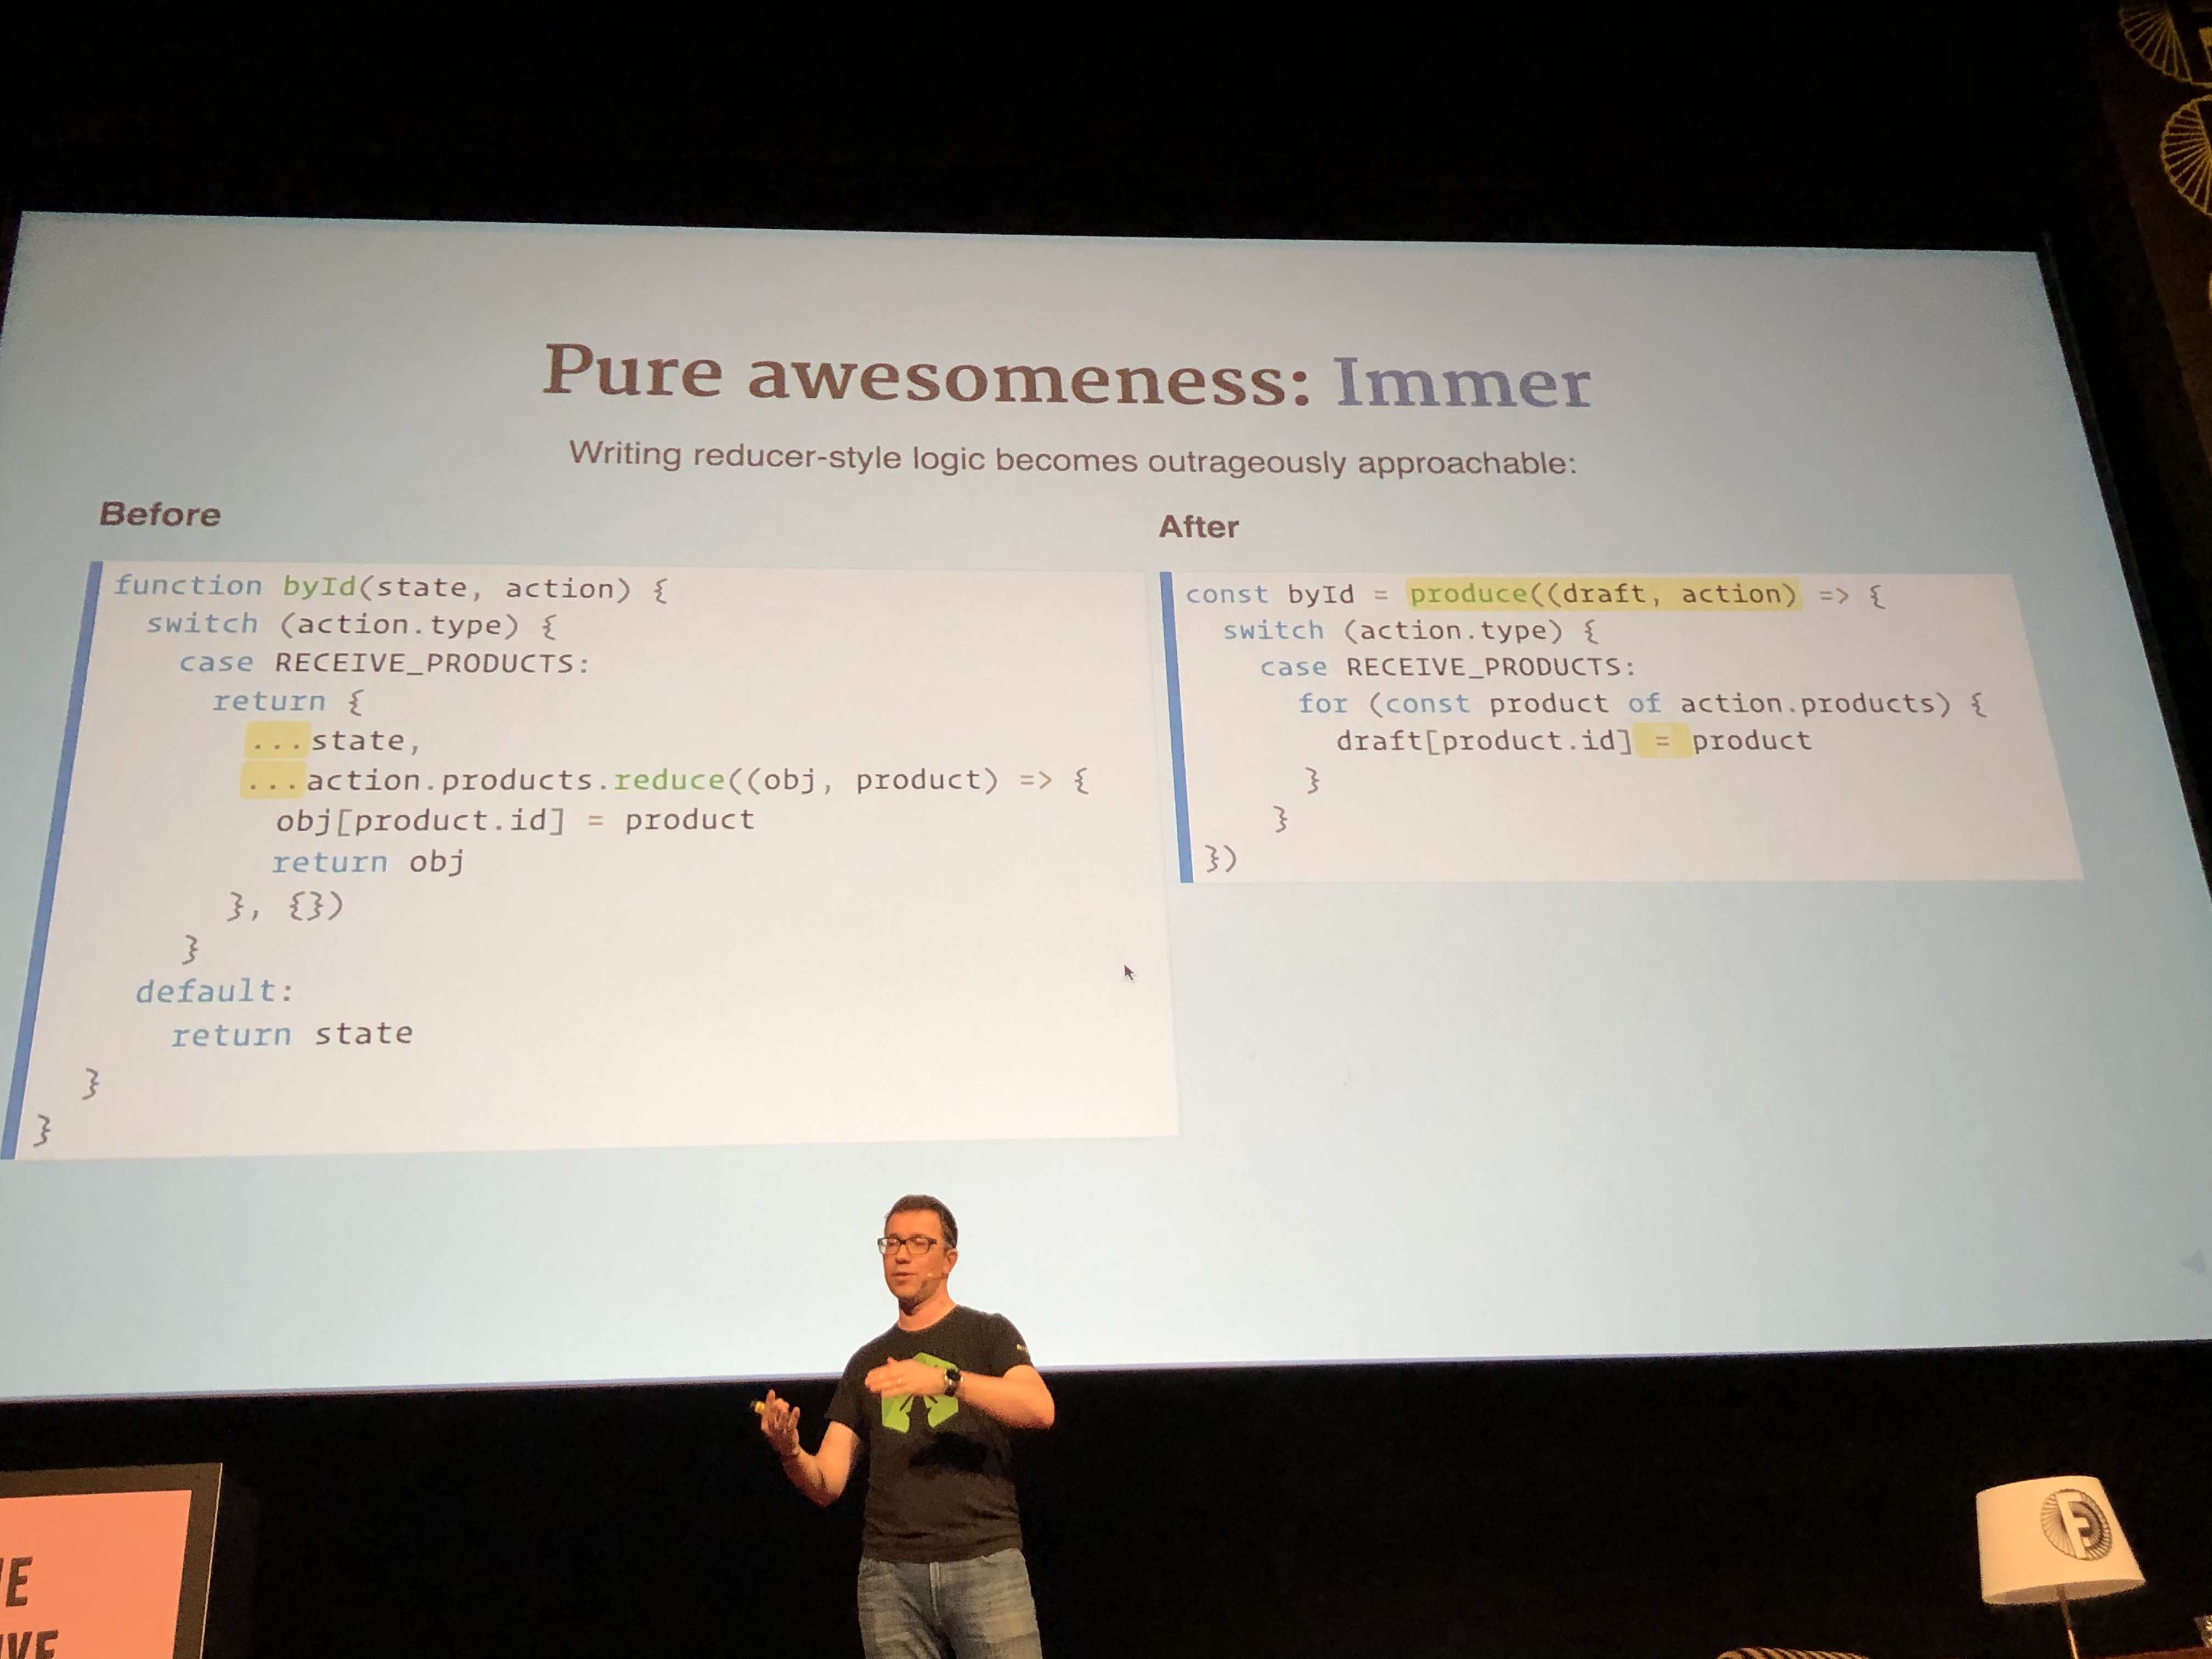 Pure awesomeness: Immer
Writing reducer-style logic becomes outrageously approachable:
Before
function byId(state, action) {
switch (action.type) {
case RECEIVE_PRODUCTS:
return {
...state,
...action.products.reduce((obj, product) => {
obj[product.id] = product
return obj
}, {})
}
default:
return state
}
}
After
const byId = produce((draft, action) => {
switch (action.type) {
case RECEIVE_PRODUCTS:
for (const product of action.products) {
draft[product.id] = product
}
}
})